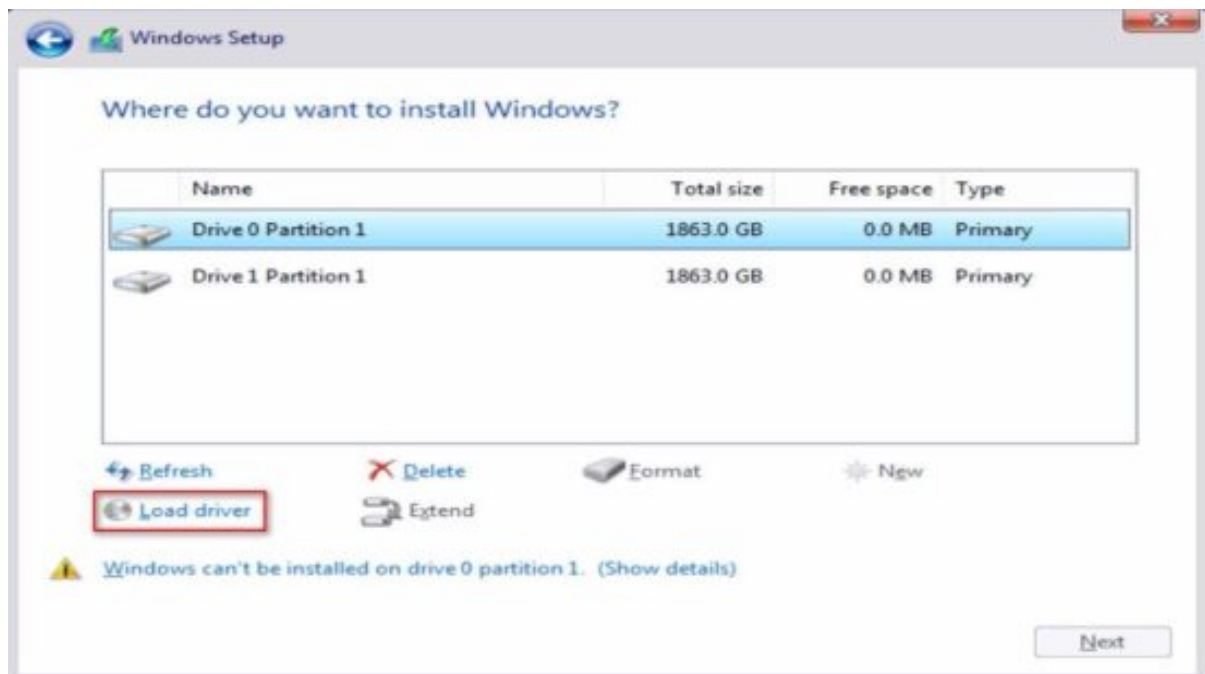 Windows Setup
Where do you want to install Windows?
Name Total size Free space Type
Drive 0 Partition 1 1863.0 GB 0.0 MB Primary
Drive 1 Partition 1 1863.0 GB 0.0 MB Primary
Refresh Delete Format New
Load driver Extend
Windows can't be installed on drive 0 partition 1. (Show details)
Next